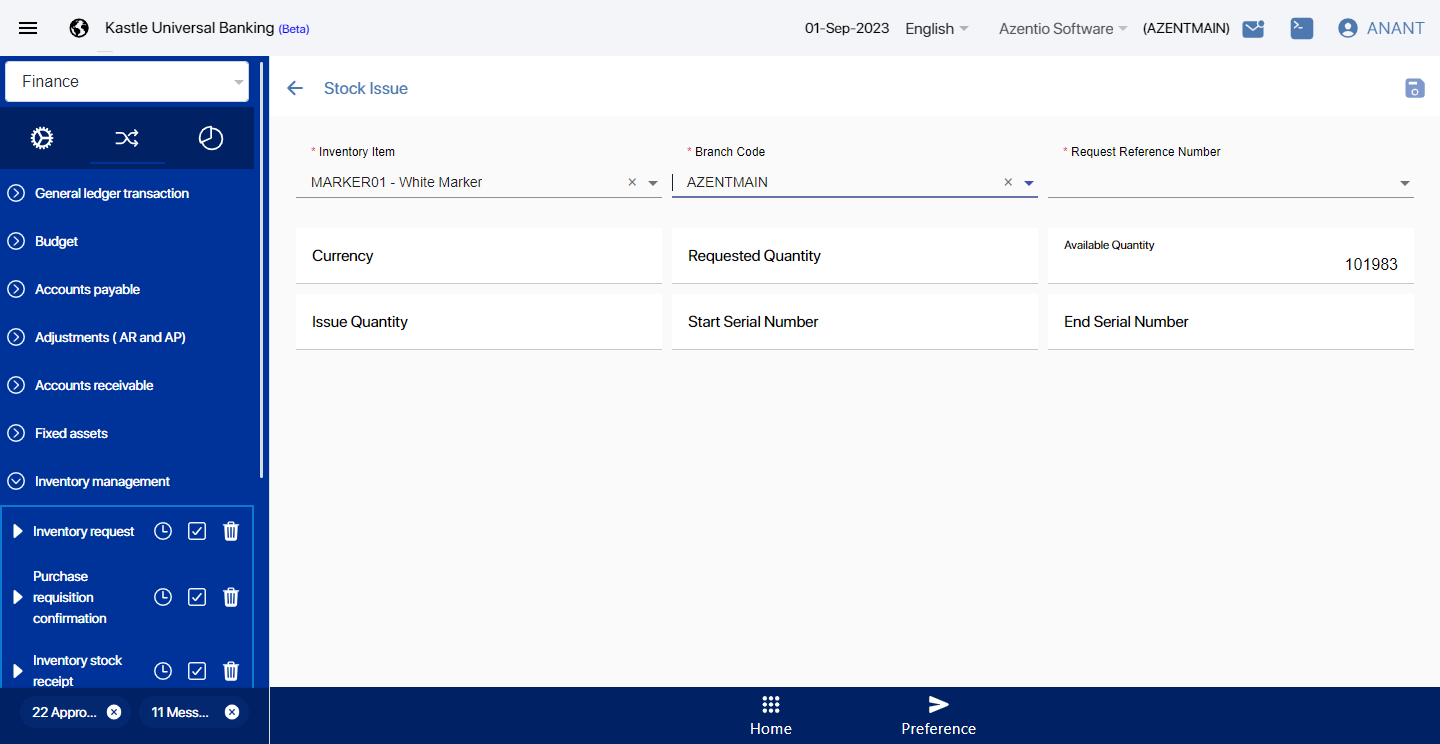 Kastle Universal Banking (Beta)
01-Sep-2023
English
Azentio Software
(AZENTMAIN)
ANANT
Finance
General ledger transaction
Budget
Accounts payable
Adjustments ( AR and AP)
Accounts receivable
Fixed assets
Inventory management
Inventory request
Purchase
requisition
confirmation
Inventory stock
receipt
22 Appro...
11 Mess...
Stock Issue
* Inventory Item
MARKER01 - White Marker
* Branch Code
AZENTMAIN
* Request Reference Number
Currency
Requested Quantity
Available Quantity
101983
Issue Quantity
Start Serial Number
End Serial Number
Home
Preference